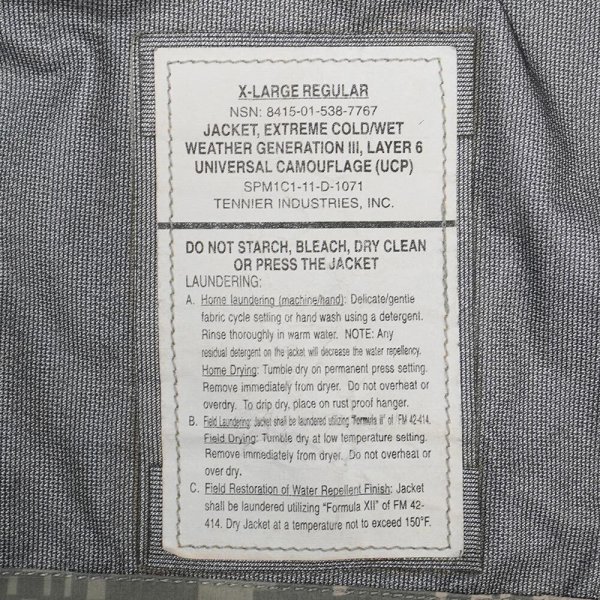 X-LARGE REGULAR
NSN: 8415-01-538-7767
JACKET, EXTREME COLD/WET
WEATHER GENERATION III, LAYER 6
UNIVERSAL CAMOUFLAGE (UCP)
SPM1C1-11-D-1071
TENNIER INDUSTRIES, INC.
DO NOT STARCH, BLEACH, DRY CLEAN
OR PRESS THE JACKET
LAUNDERING:
A. Home laundering (machine/hand): Delicate/gentle
fabric cycle setting or hand wash using a detergent.
Rinse thoroughly in warm water. NOTE: Any
residual detergent on the jacket will decrease the water repellency.
Home Drying: Tumble dry on permanent press setting.
Remove immediately from dryer. Do not overheat or
overdry. To drip dry, place on rust proof hanger.
B. Field Laundering: Jacket shall be laundered utilizing "Formula II" of FM 42-414.
Field Drying: Tumble dry at low temperature setting.
Remove immediately from dryer. Do not overheat or
over dry.
C. Field Restoration of Water Repellent Finish: Jacket
shall be laundered utilizing "Formula XII" of FM 42-
414. Dry Jacket at a temperature not to exceed 150°F.